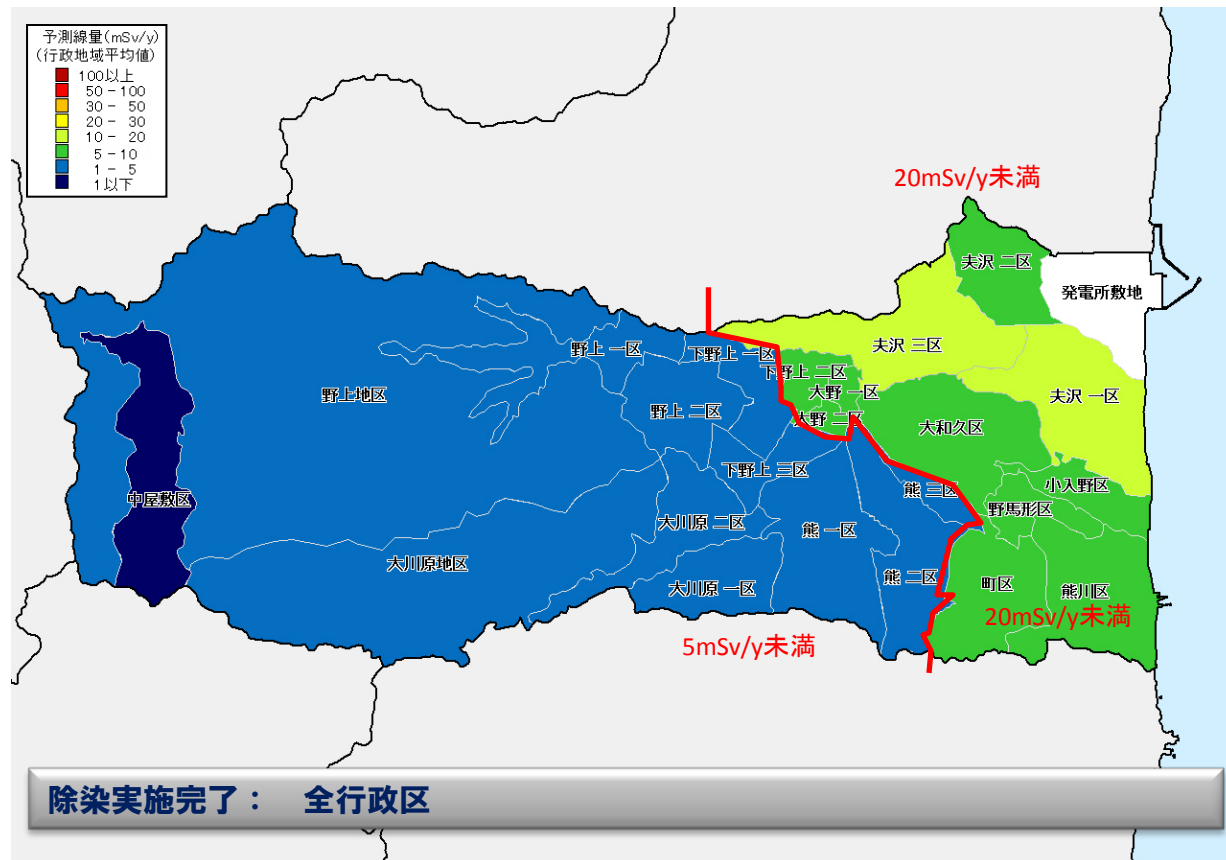 予測線量(mSv/y)
(行政地域平均値)
100以上
50-100
30-50
20-30
10-20
5-10
1-5
1以下
20mSv/y未満
夫沢 二区
発電所敷地
夫沢 三区
野上 一区
下野上 一区
下野上 二区
大野 一区
夫沢 一区
野上地区
野上 二区
大野 二区
大和久区
下野上 三区
熊 三区
小入野区
中屋敷区
野馬形区
大川原 二区
熊 一区
大川原地区
大川原 一区
熊 二区
町区
熊川区
20mSv/y未満
5mSv/y未満
除染実施完了： 全行政区